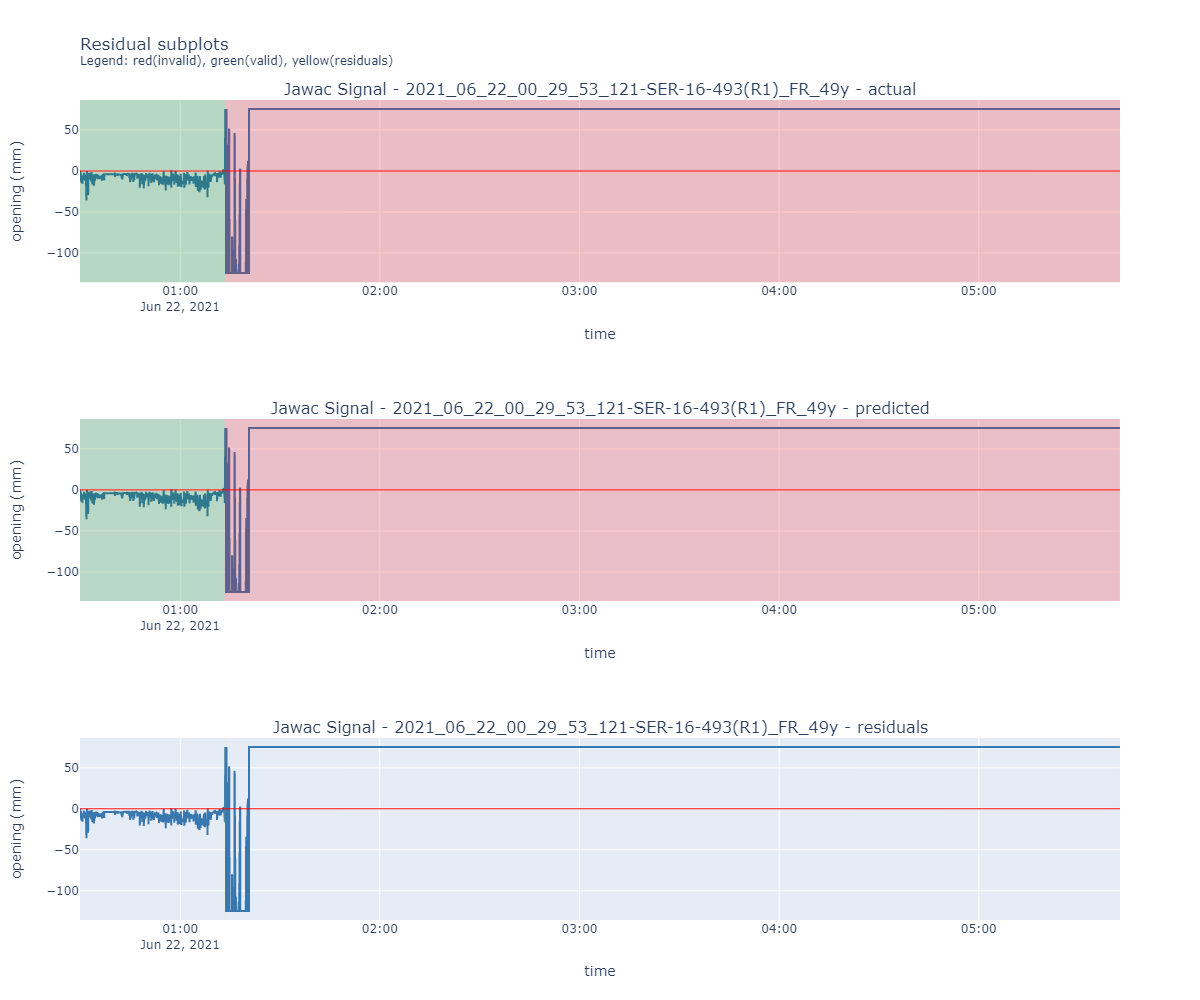 Residual subplots
Legend: red(invalid), green(valid), yellow(residuals)
Jawac Signal - 2021_06_22_00_29_53_121-SER-16-493(R1)_FR_49y - actual
opening (mm)
50
0
−50
−100
01:00
Jun 22, 2021
02:00
03:00
04:00
05:00
time
Jawac Signal - 2021_06_22_00_29_53_121-SER-16-493(R1)_FR_49y - predicted
opening (mm)
50
0
−50
−100
01:00
Jun 22, 2021
02:00
03:00
04:00
05:00
time
Jawac Signal - 2021_06_22_00_29_53_121-SER-16-493(R1)_FR_49y - residuals
opening (mm)
50
0
−50
−100
01:00
Jun 22, 2021
02:00
03:00
04:00
05:00
time